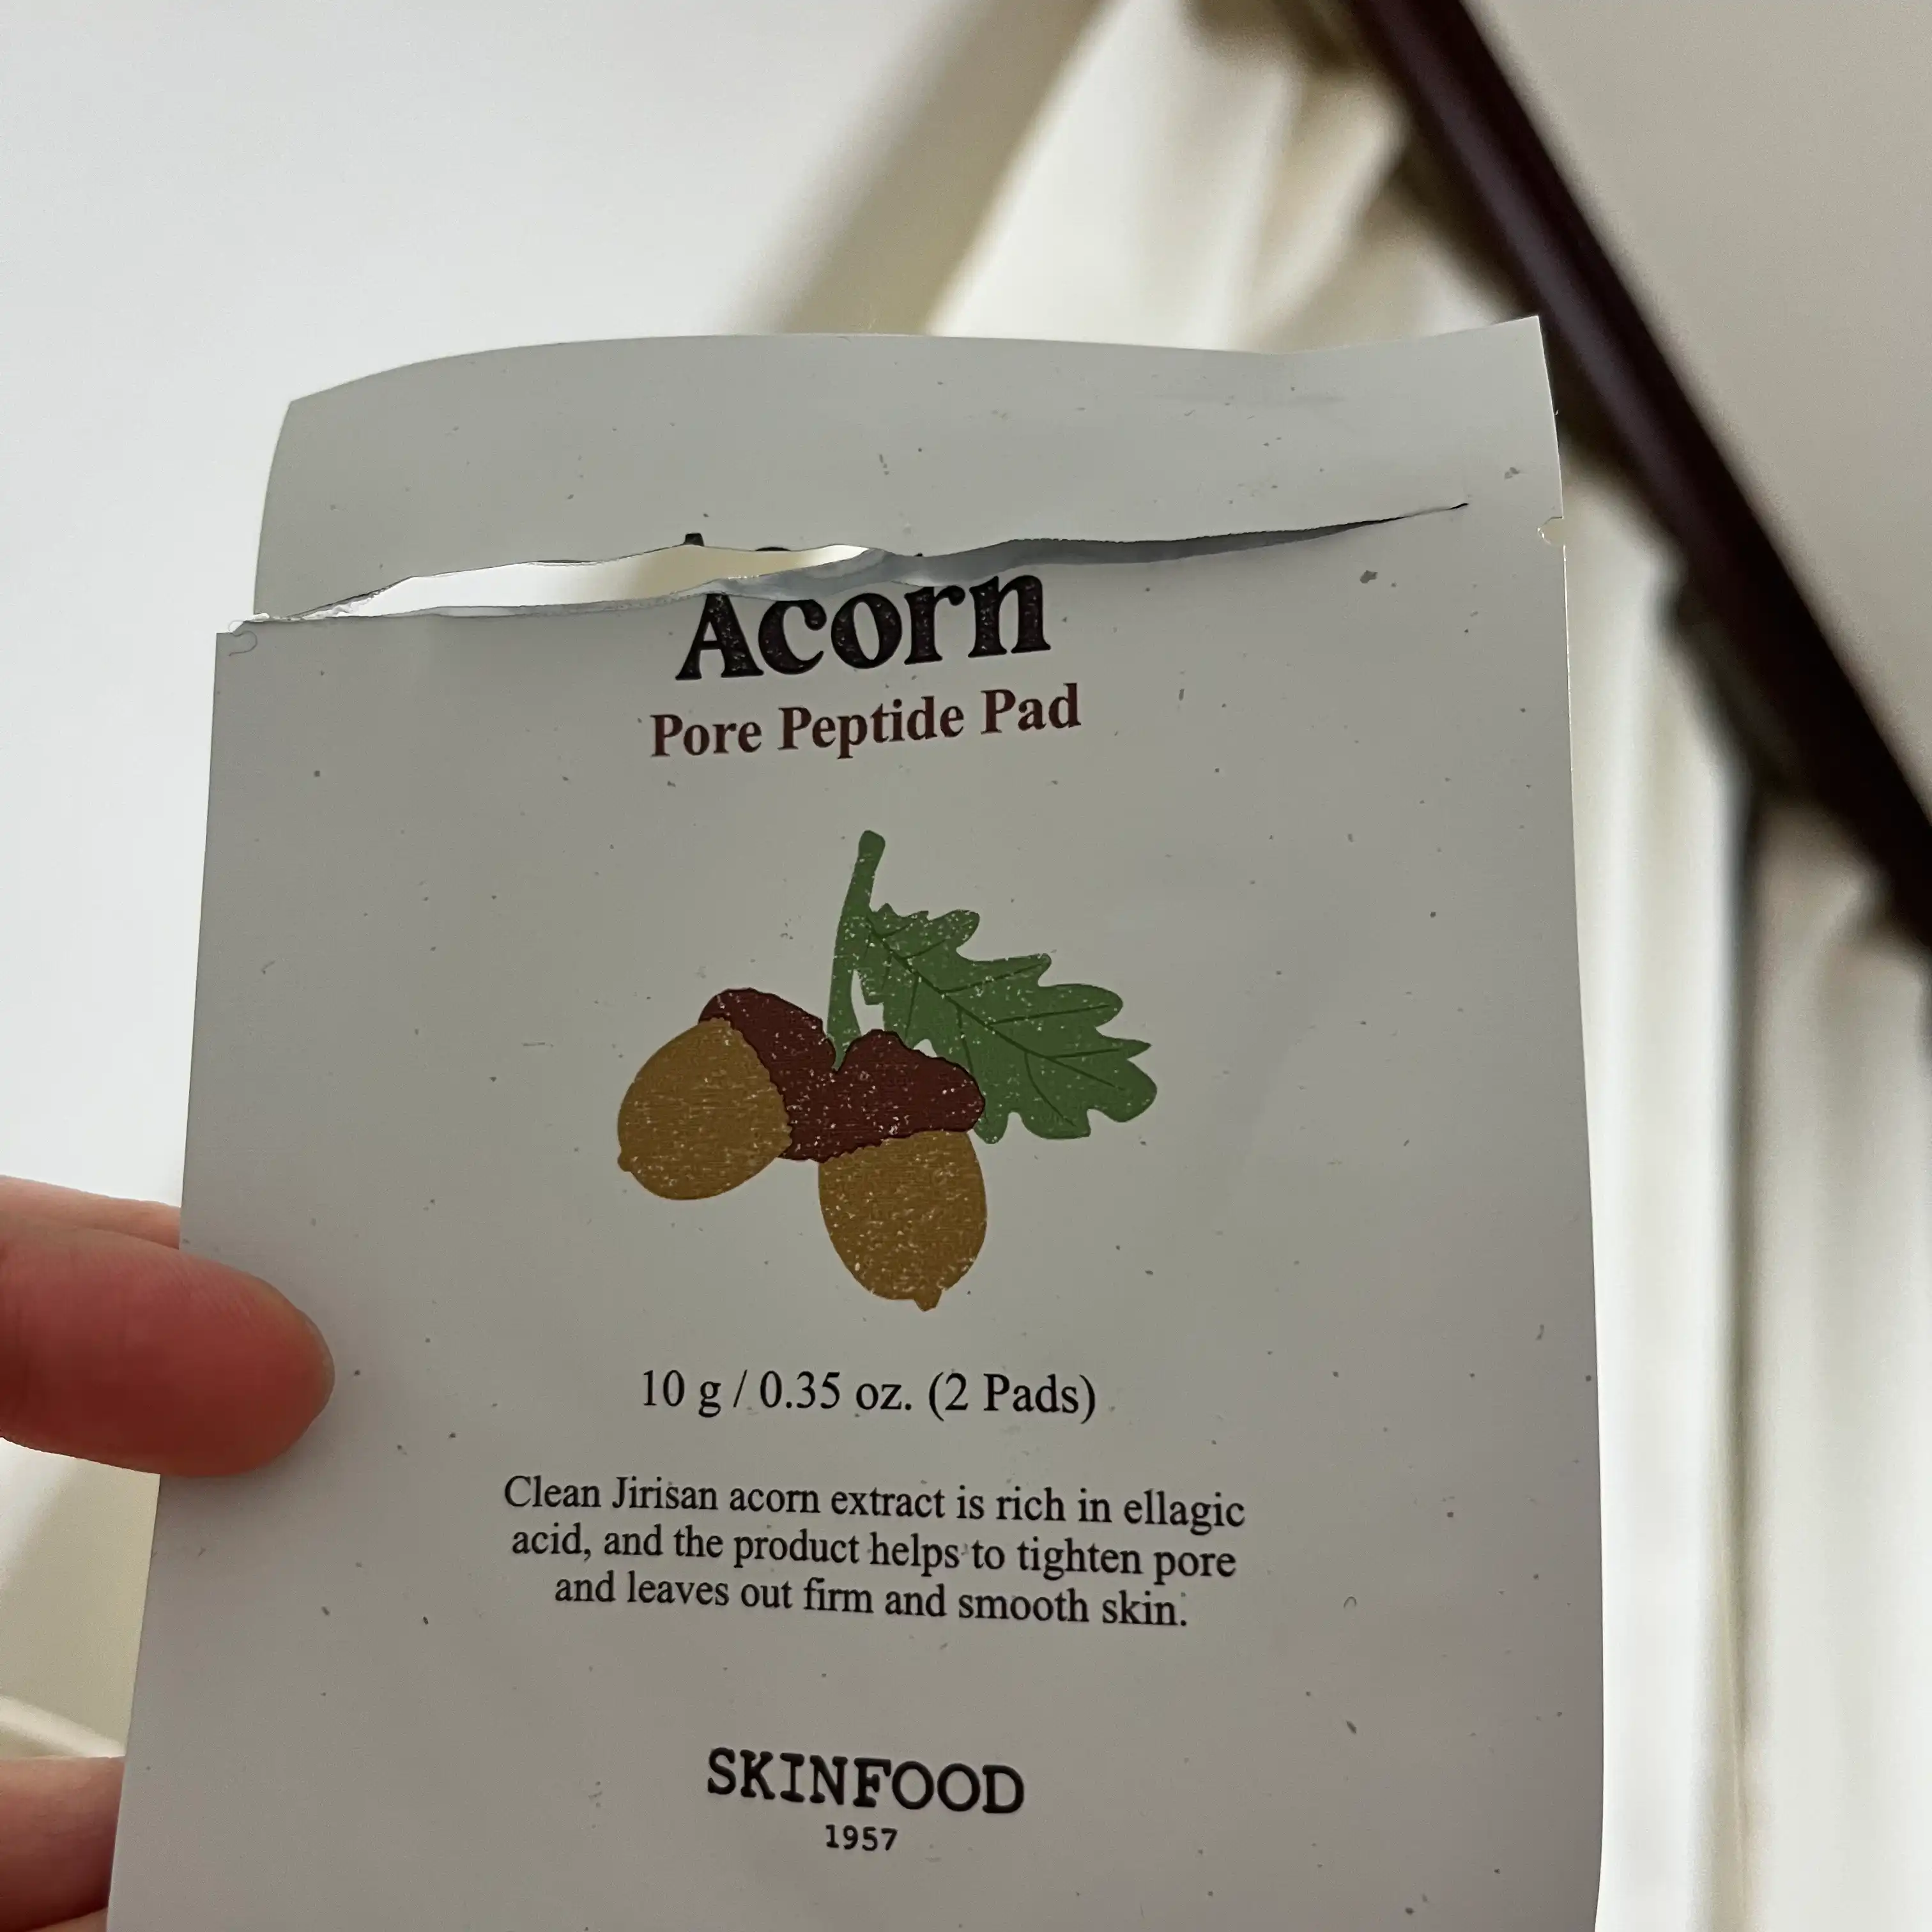 Acorn
Pore Peptide Pad
10 g / 0.35 oz. (2 Pads)
Clean Jirisan acorn extract is rich in ellagic
acid, and the product helps to tighten pore
and leaves out firm and smooth skin.
SKINFOOD
1957